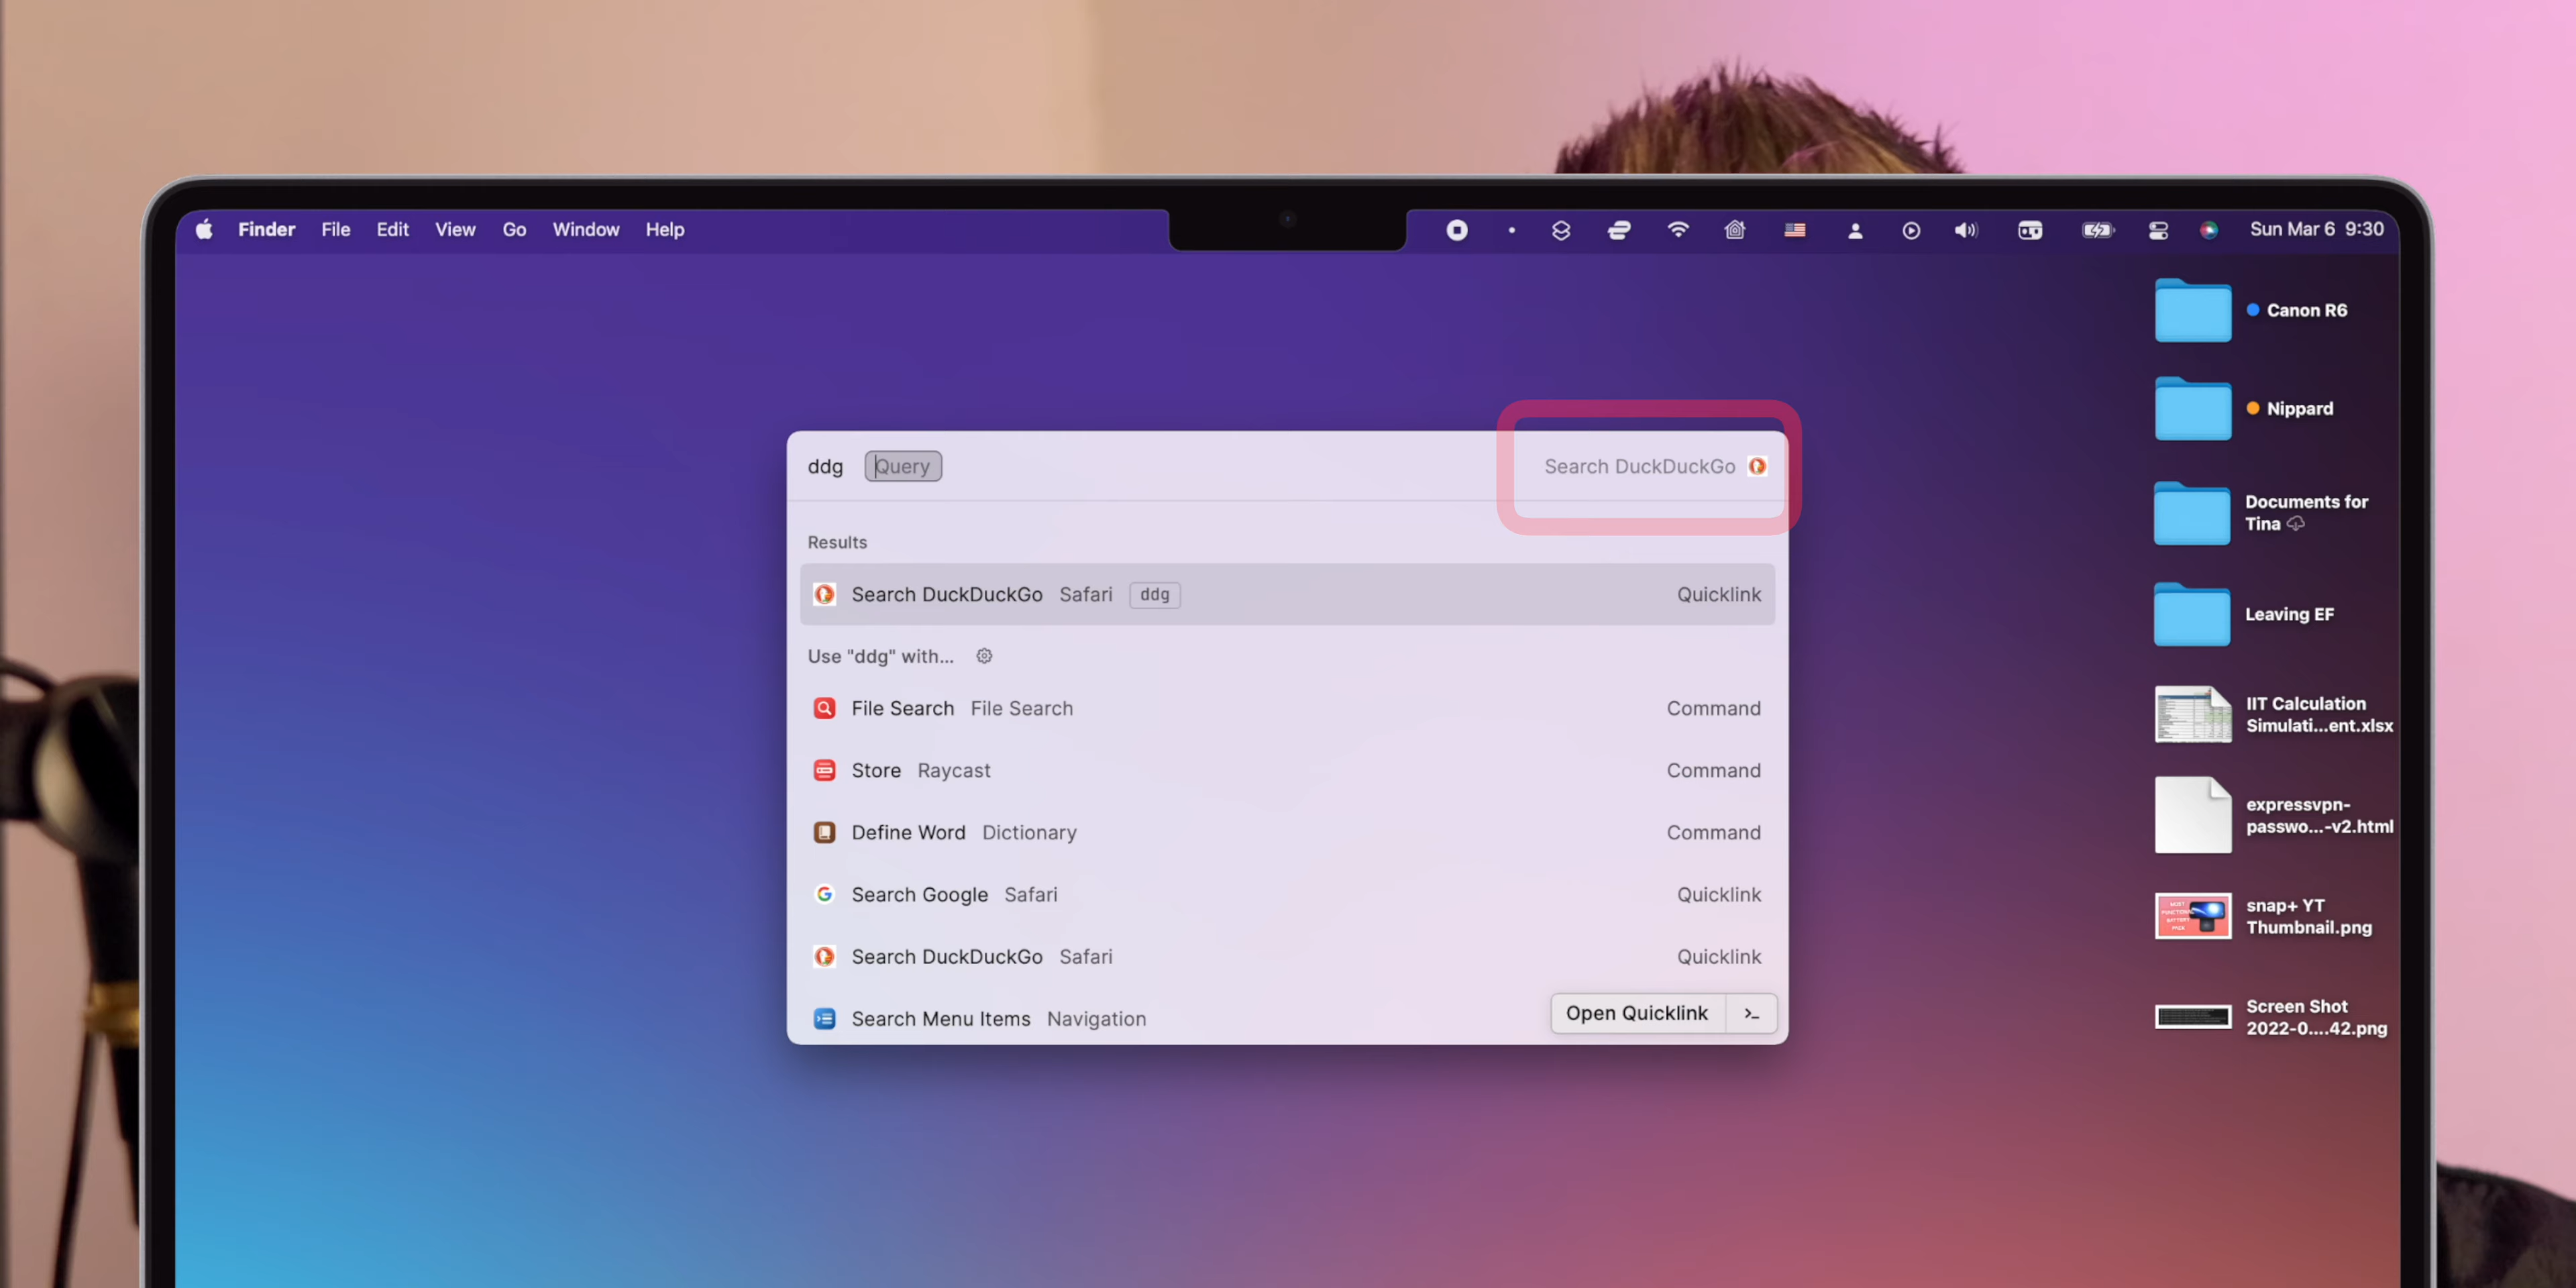 Finder File Edit View Go Window Help
Sun Mar 6 9:30
Canon R6
Nippard
Documents for
Tina
Leaving EF
IIT Calculation
Simulati...ent.xlsx
expressvpn-
passwo...-v2.html
snap+ YT
Thumbnail.png
Screen Shot
2022-0....42.png
ddg Query Search DuckDuckGo
Results
Search DuckDuckGo Safari ddg Quicklink
Use "ddg" with...
File Search File Search Command
Store Raycast Command
Define Word Dictionary Command
Search Google Safari Quicklink
Search DuckDuckGo Safari Quicklink
Search Menu Items Navigation
Open Quicklink
MOST
FUNCTIONAL
BATTERY
PACK